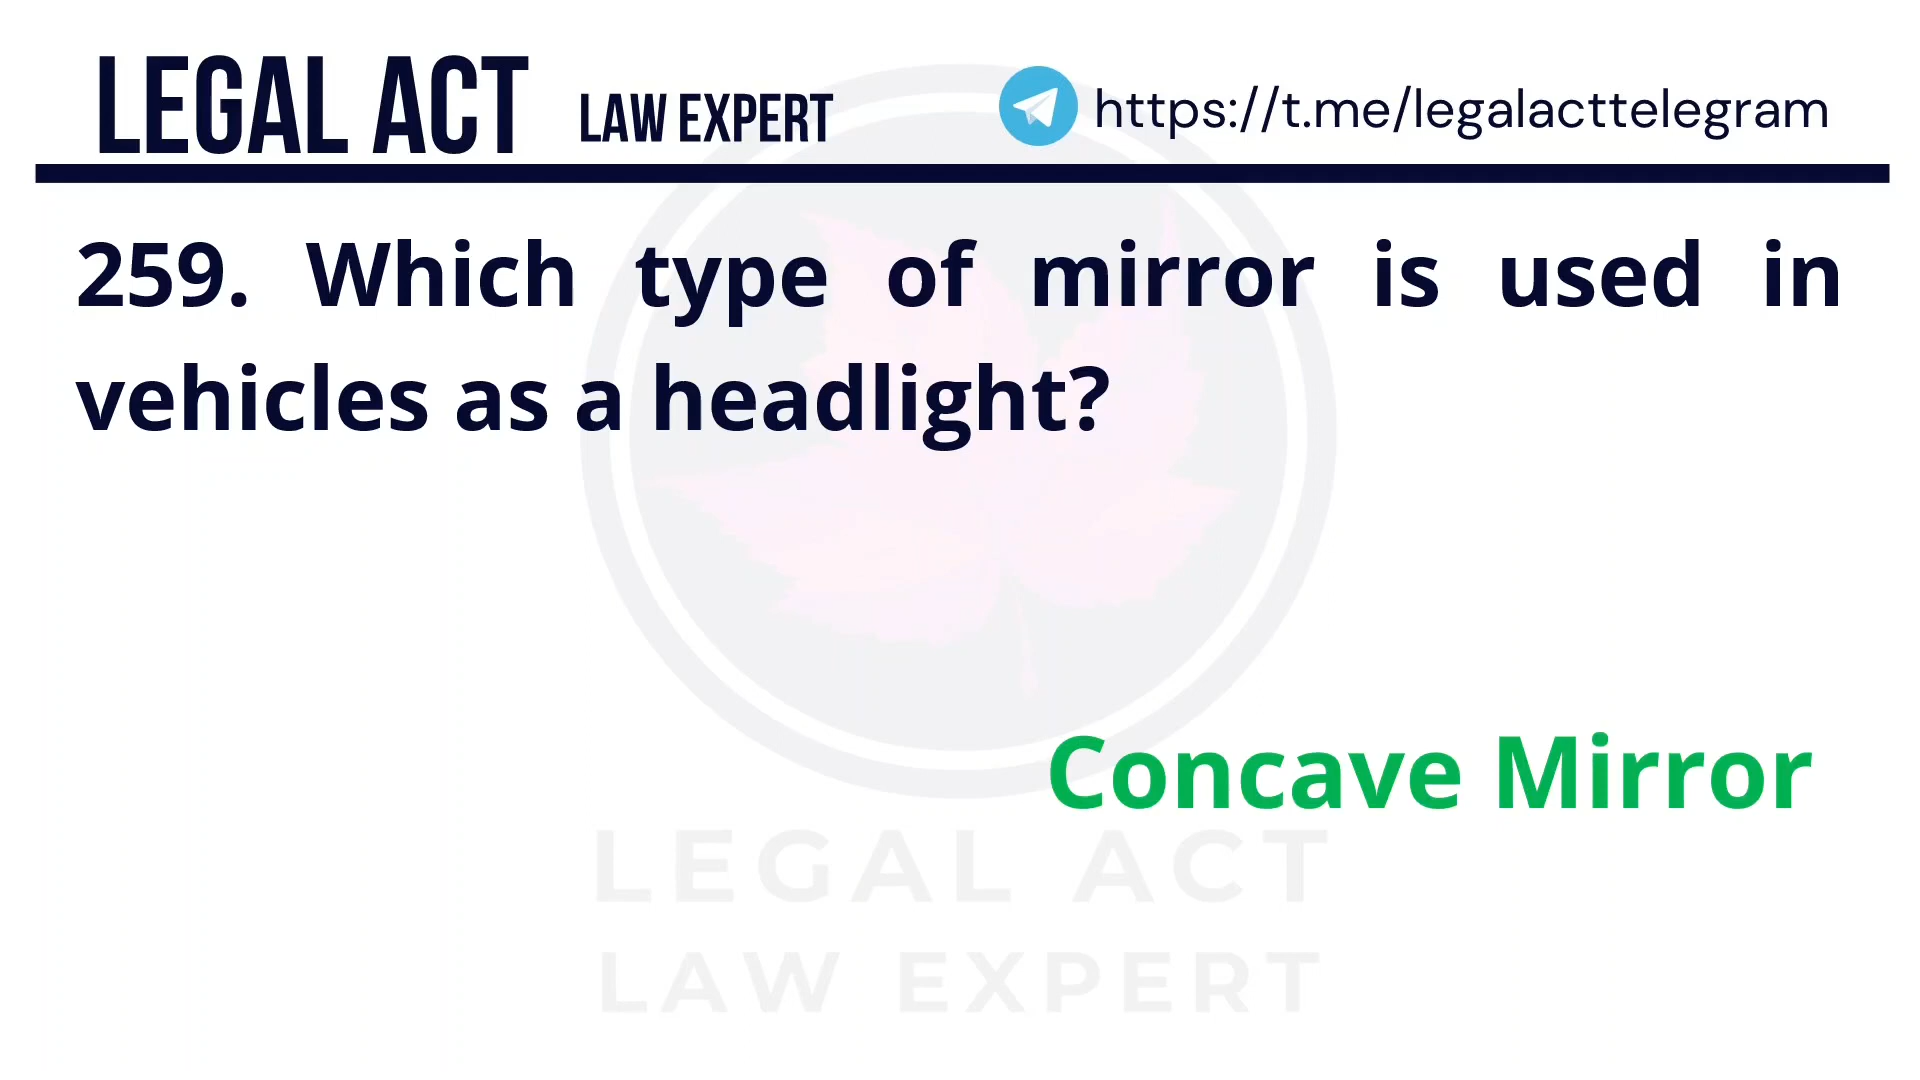 LEGAL ACT LAW EXPERT https://t.me/legalacttelegram
259. Which type of mirror is used in
vehicles as a headlight?
Concave Mirror
LEGAL ACT
LAW EXPERT